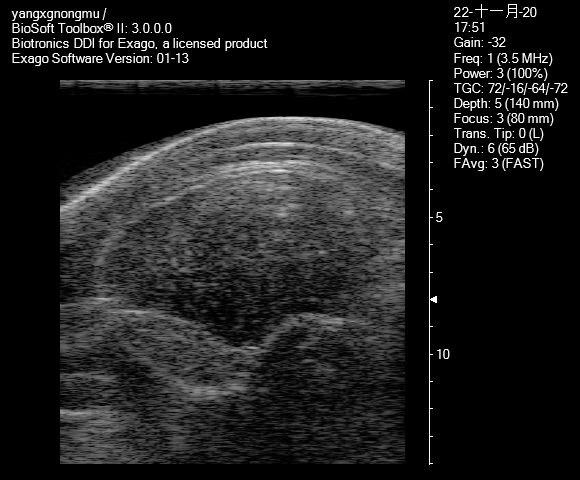 yangxgnongmu /
BioSoft Toolbox® II: 3.0.0.0
Biotronics DDI for Exago, a licensed product
Exago Software Version: 01-13
22-十一月-20
17:51
Gain: -32
Freq: 1 (3.5 MHz)
Power: 3 (100%)
TGC: 72/-16/-64/-72
Depth: 5 (140 mm)
Focus: 3 (80 mm)
Trans. Tip: 0 (L)
Dyn.: 6 (65 dB)
FAvg: 3 (FAST)
5
10